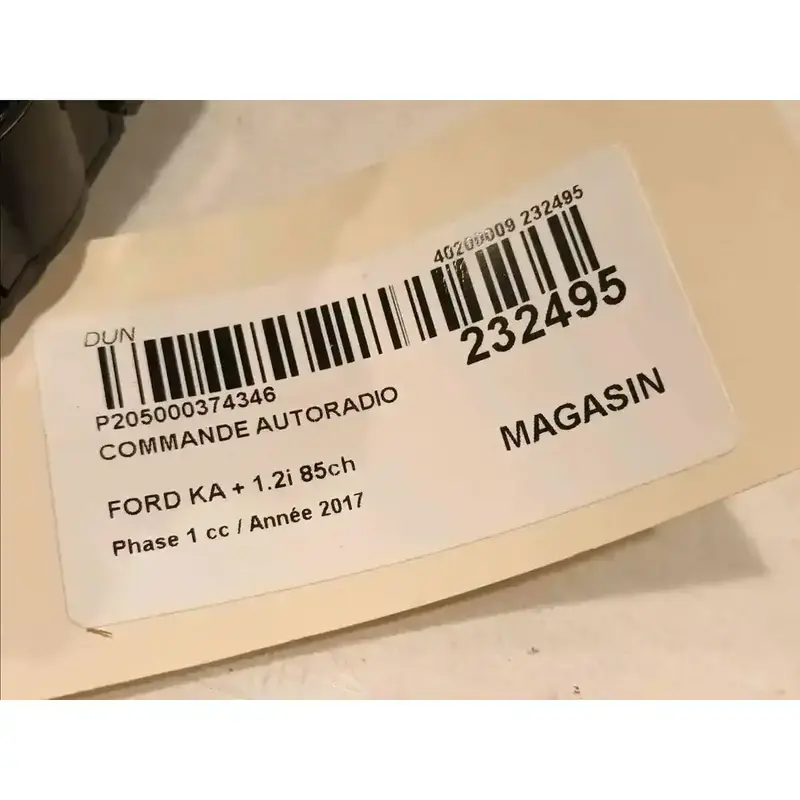 40200009 232495
DUN
232495
P205000374346
COMMANDE AUTORADIO
MAGASIN
FORD KA + 1.2i 85ch
Phase 1 cc / Année 2017